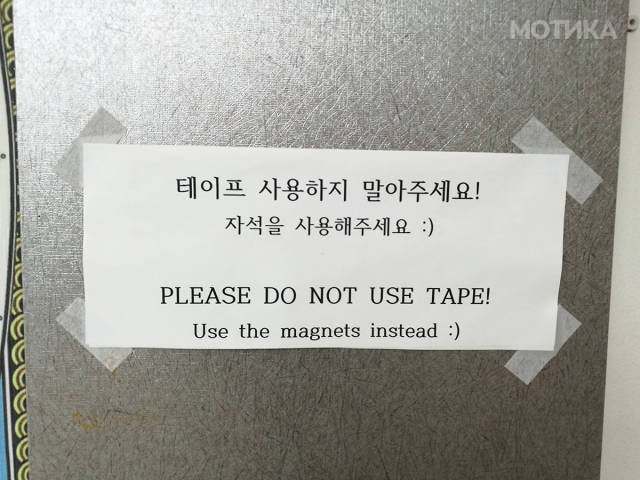 МОТИКА
테이프 사용하지 말아주세요!
자석을 사용해주세요 :)
PLEASE DO NOT USE TAPE!
Use the magnets instead :)